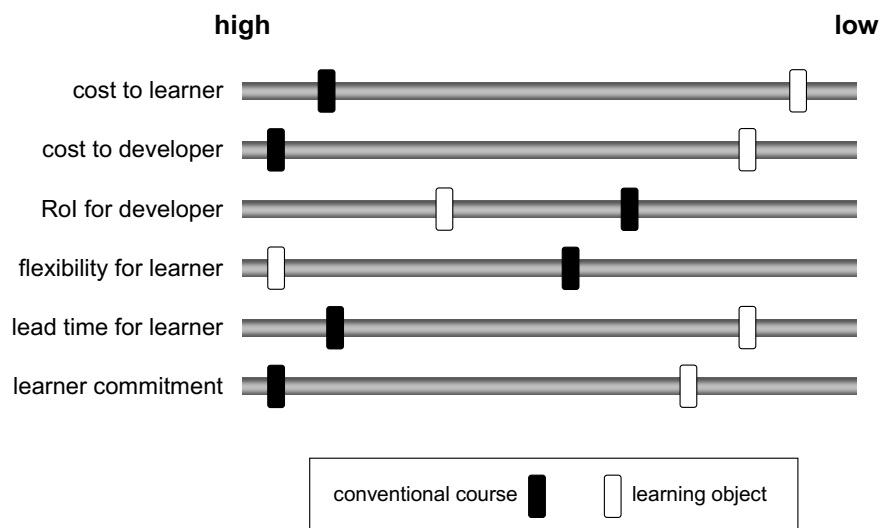 high low
cost to learner
cost to developer
RoI for developer
flexibility for learner
lead time for learner
learner commitment
conventional course learning object